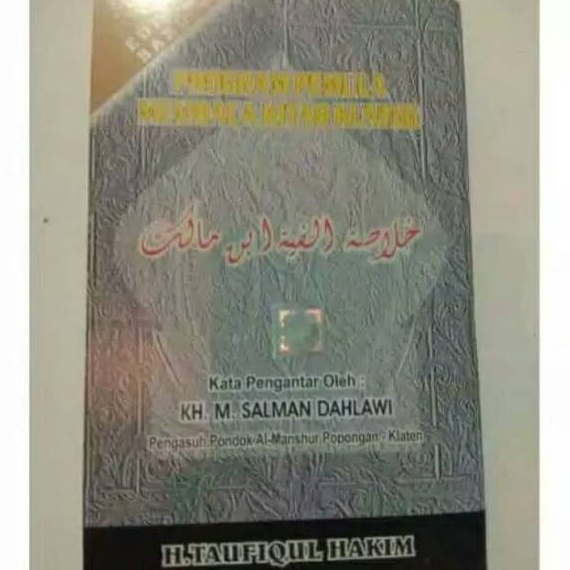 PROGRAM PEMULA
MEMBACA KITAB KUNING
خلاصة الفية ابن مالك
Kata Pengantar Oleh :
KH. M. SALMAN DAHLAWI
Pengasuh Pondok Al-Manshur Popongan - Klaten
H.TAUFIQUL HAKIM